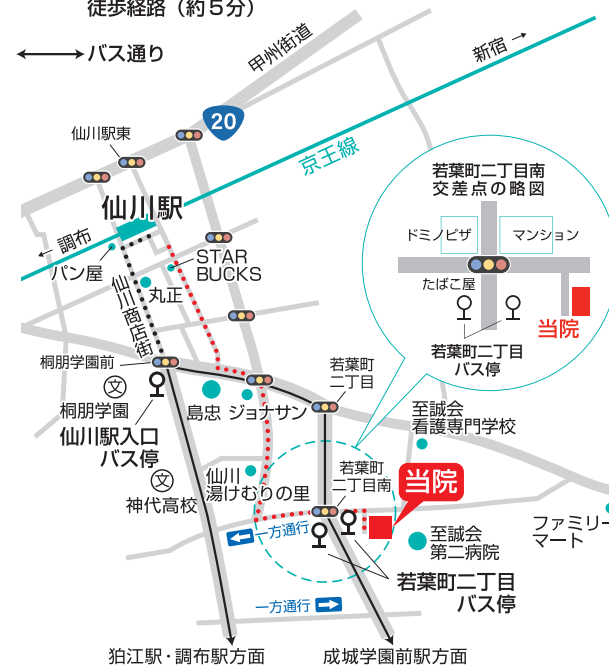 徒歩経路（約５分）
バス通り
甲州街道
新宿→
20
仙川駅東
京王線
若葉町二丁目南
交差点の略図
仙川駅
ドミノピザ
マンション
←調布
パン屋
STAR
BUCKS
たばこ屋
丸正
仙川商店街
当院
若葉町二丁目
バス停
桐朋学園前
若葉町
二丁目
文
桐朋学園
島忠
ジョナサン
至誠会
看護専門学校
仙川駅入口
バス停
文
神代高校
仙川
湯けむりの里
若葉町
二丁目南
当院
一方通行
至誠会
第二病院
ファミリー
マート
若葉町二丁目
バス停
一方通行
狛江駅・調布駅方面
成城学園前駅方面